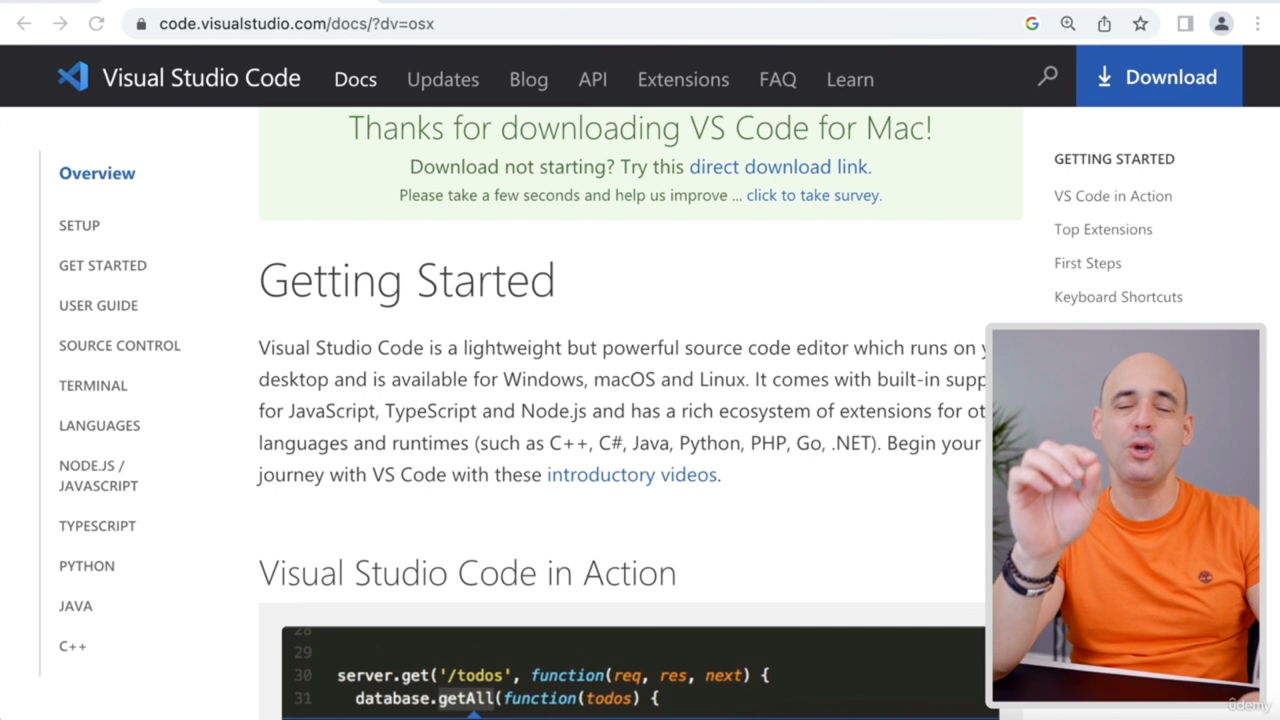 code.visualstudio.com/docs/?dv=osx
Visual Studio Code Docs Updates Blog API Extensions FAQ Learn Download
Thanks for downloading VS Code for Mac!
Download not starting? Try this direct download link.
Please take a few seconds and help us improve ... click to take survey.
Overview
SETUP
GET STARTED
USER GUIDE
SOURCE CONTROL
TERMINAL
LANGUAGES
NODE.JS /
JAVASCRIPT
TYPESCRIPT
PYTHON
JAVA
C++
Getting Started
Visual Studio Code is a lightweight but powerful source code editor which runs on
desktop and is available for Windows, macOS and Linux. It comes with built-in supp
for JavaScript, TypeScript and Node.js and has a rich ecosystem of extensions for ot
languages and runtimes (such as C++, C#, Java, Python, PHP, Go, .NET). Begin your
journey with VS Code with these introductory videos.
Visual Studio Code in Action
28
29
30 server.get('/todos', function(req, res, next) {
31 database.getAll(function(todos) {
GETTING STARTED
VS Code in Action
Top Extensions
First Steps
Keyboard Shortcuts
udemy